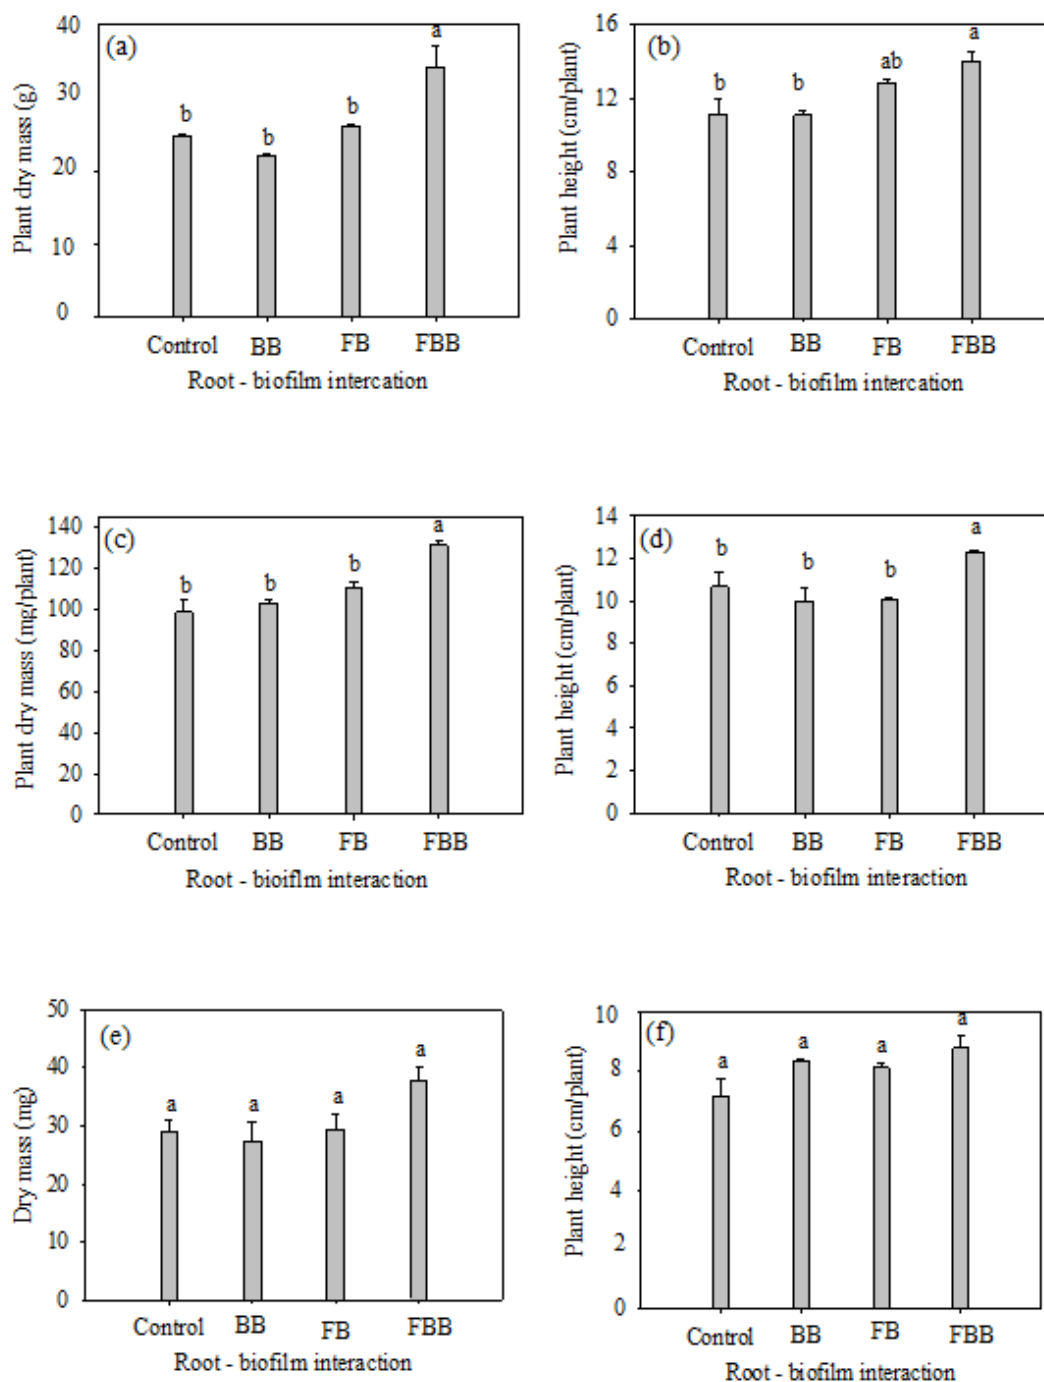 (a)
Plant dry mass (g)
40
30
20
10
0
b
b
b
a
Control
BB
FB
FBB
Root - biofilm intercation
(b)
Plant height (cm/plant)
16
12
8
4
0
b
b
ab
a
Control
BB
FB
FBB
Root - biofilm intercation
(c)
Plant dry mass (mg/plant)
140
120
100
80
60
40
20
0
b
b
b
a
Control
BB
FB
FBB
Root - bioiflm interaction
(d)
Plant height (cm/plant)
14
12
10
8
6
4
2
0
b
b
b
a
Control
BB
FB
FBB
Root - biofilm interaction
(e)
Dry mass (mg)
50
40
30
20
10
0
a
a
a
a
Control
BB
FB
FBB
Root - biofilm interaction
(f)
Plant height (cm/plant)
10
8
6
4
2
0
a
a
a
a
Control
BB
FB
FBB
Root - biofilm interaction